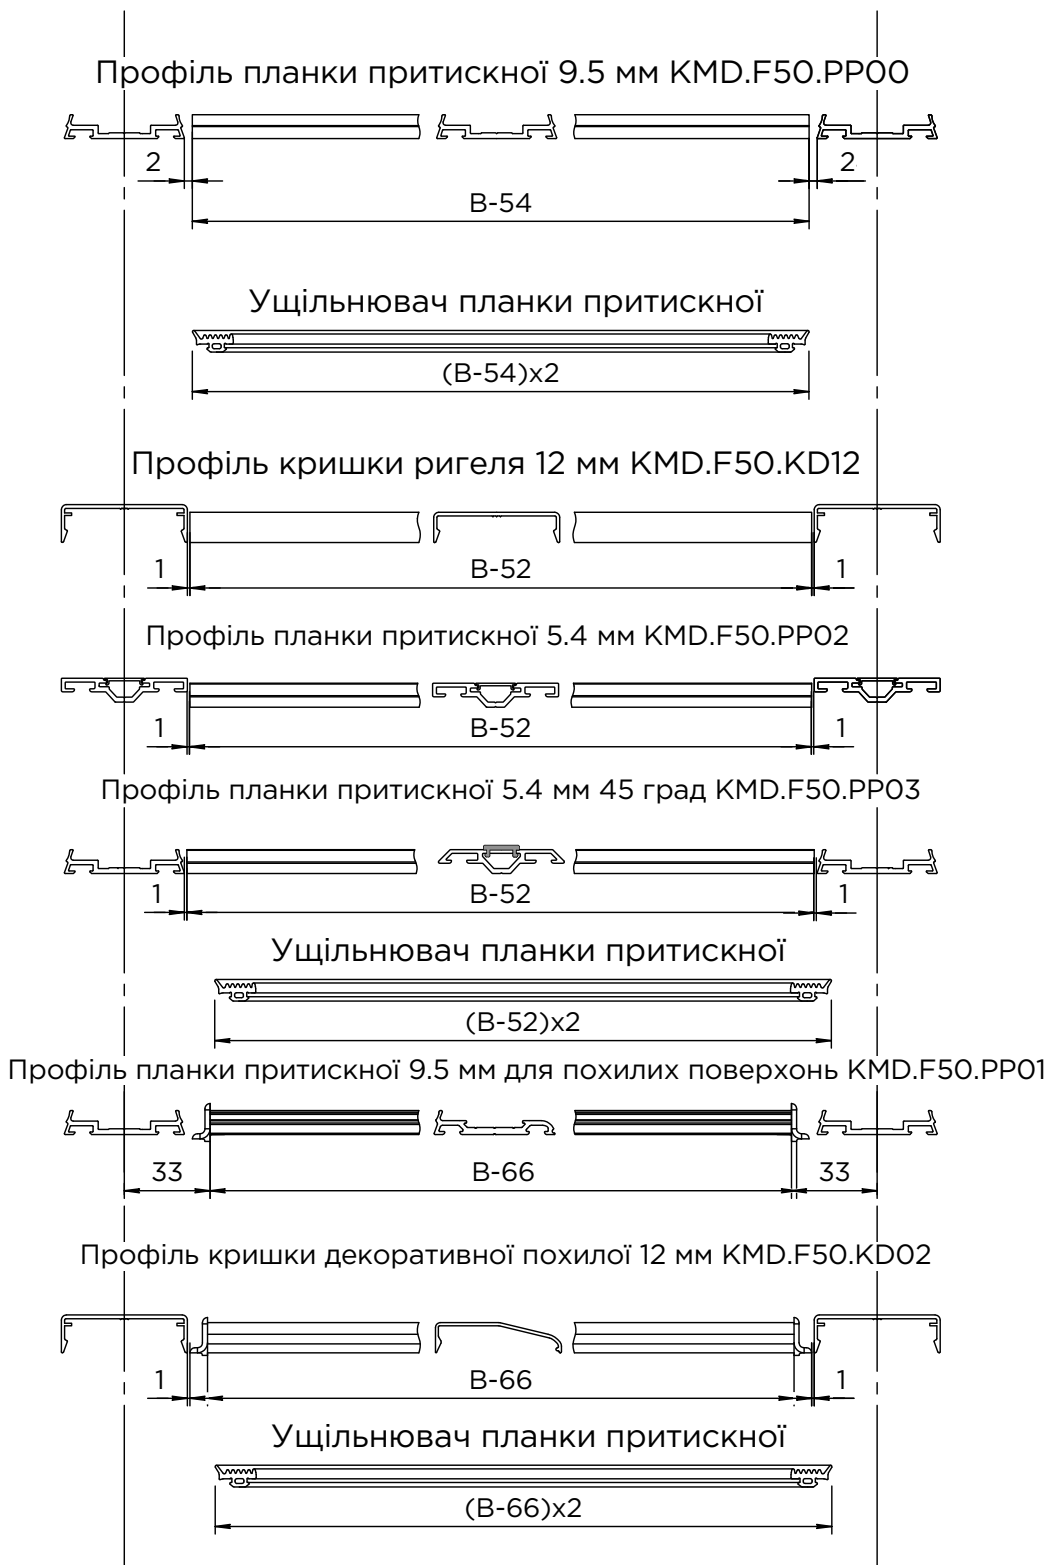 Профіль планки притискної 9.5 мм KMD.F50.PP00
2
2
B-54
Ущільнювач планки притискної
(B-54)x2
Профіль кришки ригеля 12 мм KMD.F50.KD12
1
B-52
1
Профіль планки притискної 5.4 мм KMD.F50.PP02
1
B-52
1
Профіль планки притискної 5.4 мм 45 град KMD.F50.PP03
1
B-52
1
Ущільнювач планки притискної
(B-52)x2
Профіль планки притискної 9.5 мм для похилих поверхонь KMD.F50.PP01
33
B-66
33
Профіль кришки декоративної похилої 12 мм KMD.F50.KD02
1
B-66
1
Ущільнювач планки притискної
(B-66)x2